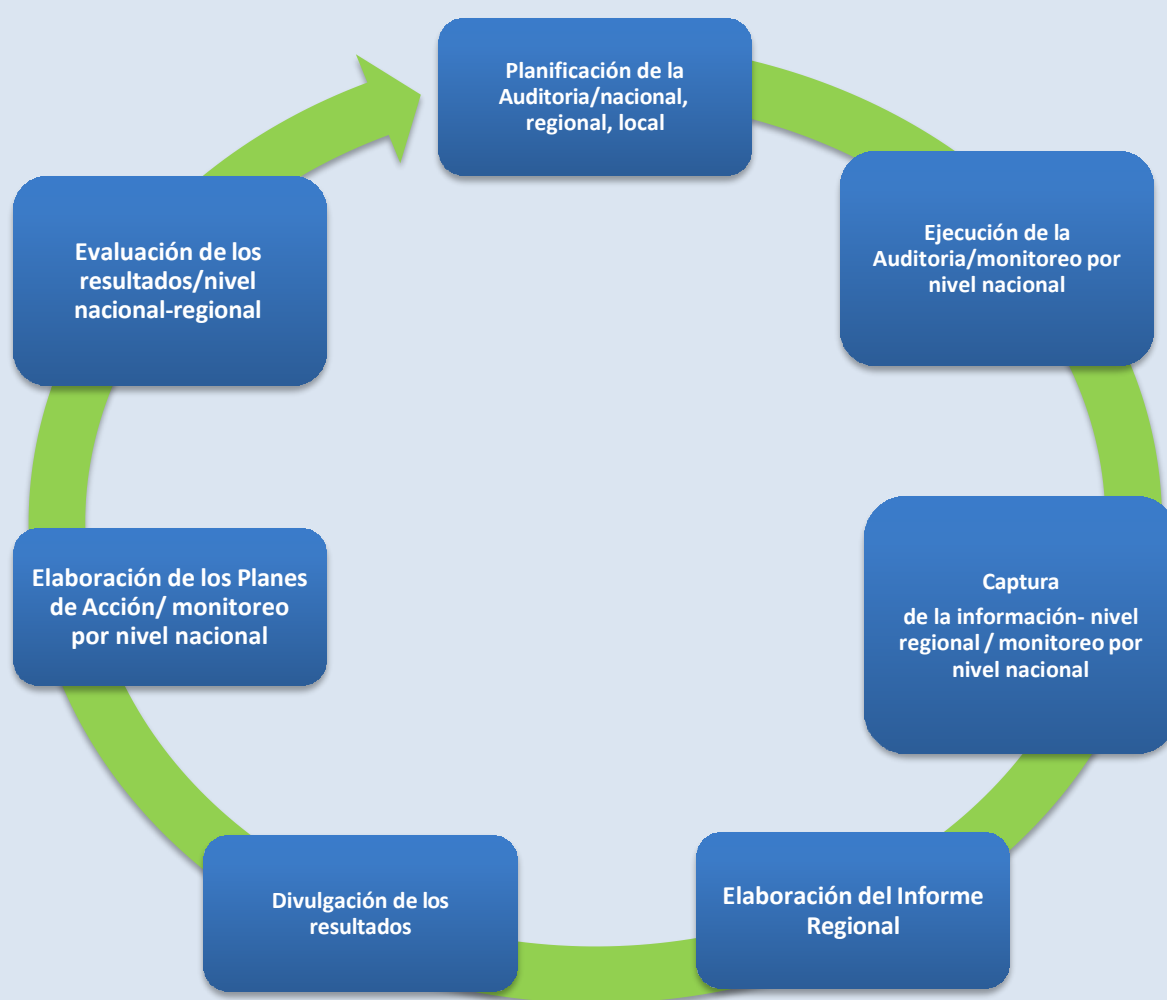 Planificación de la
Auditoria/nacional,
regional, local
Ejecución de la
Auditoria/monitoreo por
nivel nacional
Captura
de la información- nivel
regional / monitoreo por
nivel nacional
Elaboración del Informe
Regional
Divulgación de los
resultados
Elaboración de los Planes
de Acción/ monitoreo
por nivel nacional
Evaluación de los
resultados/nivel
nacional-regional